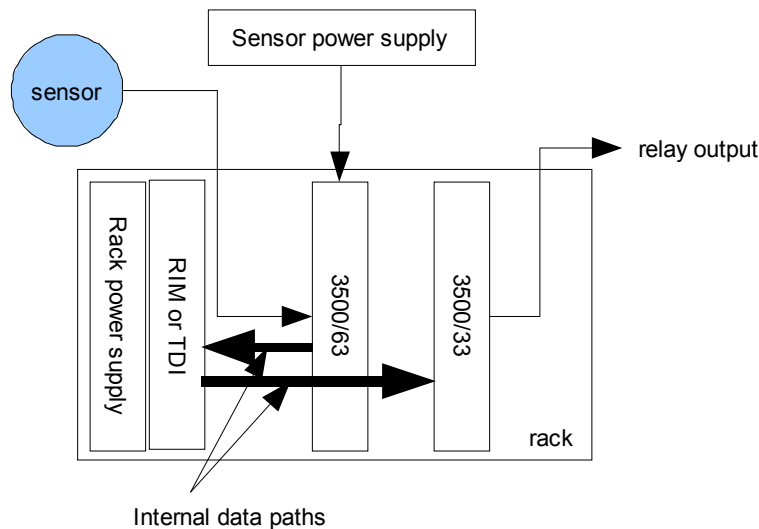 Sensor power supply
sensor
relay output
Rack power supply
RIM or TDI
3500/63
3500/33
rack
Internal data paths